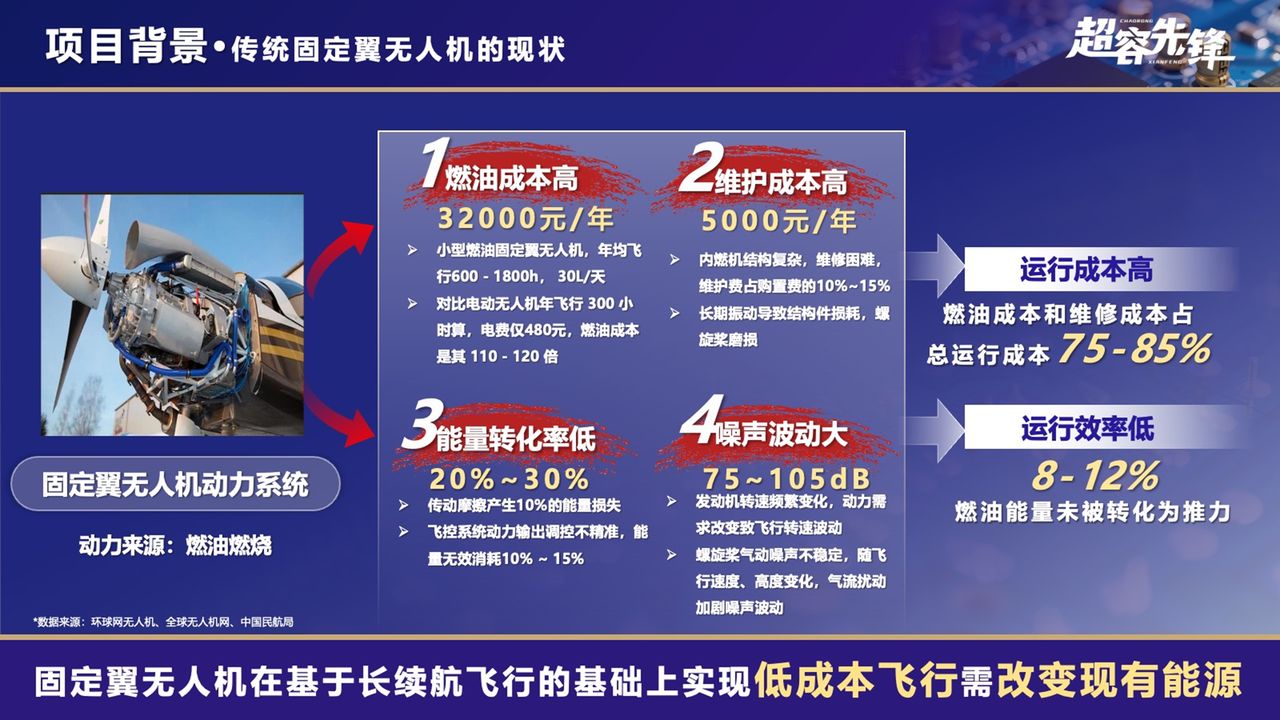 项目背景•传统固定翼无人机的现状
CHAORONG
超容先锋
XIANFENG
1燃油成本高
32000元/年
小型燃油固定翼无人机，年均飞
行600 - 1800h， 30L/天
对比电动无人机年飞行 300 小
时算，电费仅480元，燃油成本
是其 110 - 120 倍
2维护成本高
5000元/年
内燃机结构复杂，维修困难，
维护费占购置费的10%~15%
长期振动导致结构件损耗，螺
旋桨磨损
3能量转化率低
20%~30%
传动摩擦产生10%的能量损失
飞控系统动力输出调控不精准，能
量无效消耗10% ~ 15%
4噪声波动大
75~105dB
发动机转速频繁变化，动力需
求改变致飞行转速波动
螺旋桨气动噪声不稳定，随飞
行速度、高度变化，气流扰动
加剧噪声波动
固定翼无人机动力系统
动力来源：燃油燃烧
运行成本高
燃油成本和维修成本占
总运行成本75-85%
运行效率低
8-12%
燃油能量未被转化为推力
*数据来源：环球网无人机、全球无人机网、中国民航局
固定翼无人机在基于长续航飞行的基础上实现低成本飞行需改变现有能源